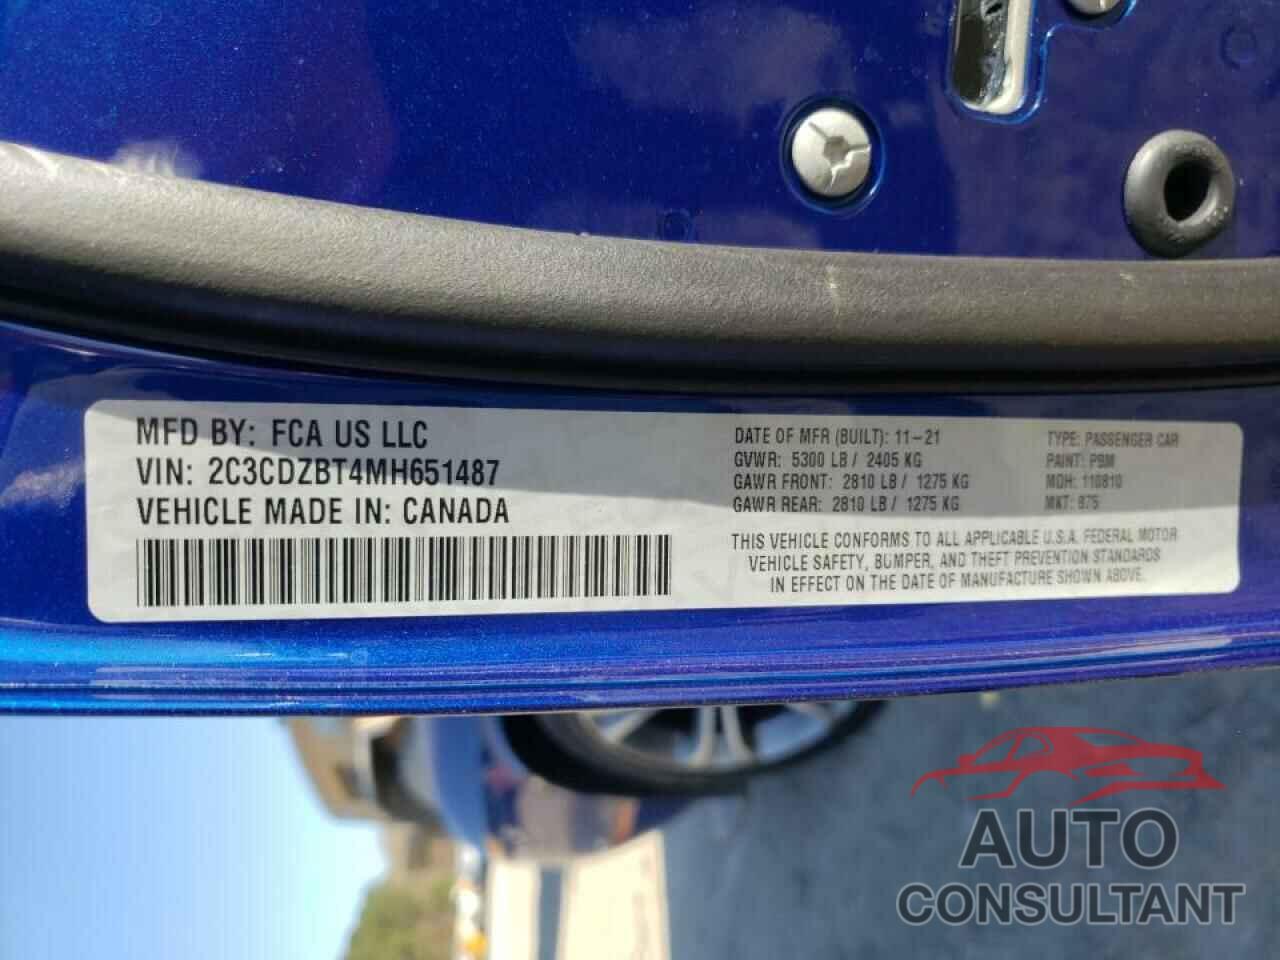 MFD BY: FCA US LLC
VIN: 2C3CDZBT4MH651487
VEHICLE MADE IN: CANADA
DATE OF MFR (BUILT): 11-21
GVWR: 5300 LB / 2405 KG
GAWR FRONT: 2810 LB / 1275 KG
GAWR REAR: 2810 LB / 1275 KG
TYPE: PASSENGER CAR
PAINT: PBM
MDH: 110810
MKT: 875
THIS VEHICLE CONFORMS TO ALL APPLICABLE U.S.A. FEDERAL MOTOR
VEHICLE SAFETY, BUMPER, AND THEFT PREVENTION STANDARDS
IN EFFECT ON THE DATE OF MANUFACTURE SHOWN ABOVE.
AUTO
CONSULTANT